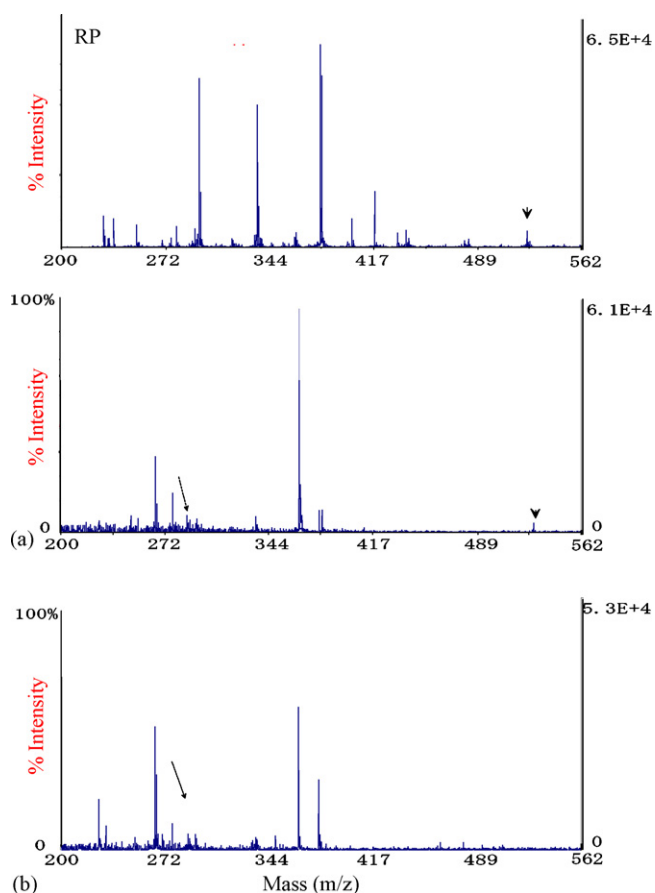 RP
6.5E+4
% Intensity
200 272 344 417 489 562
100%
6.1E+4
% Intensity
0 0
(a)
200 272 344 417 489 562
100%
5.3E+4
% Intensity
0 0
200 272 344 417 489 562
(b) Mass (m/z)